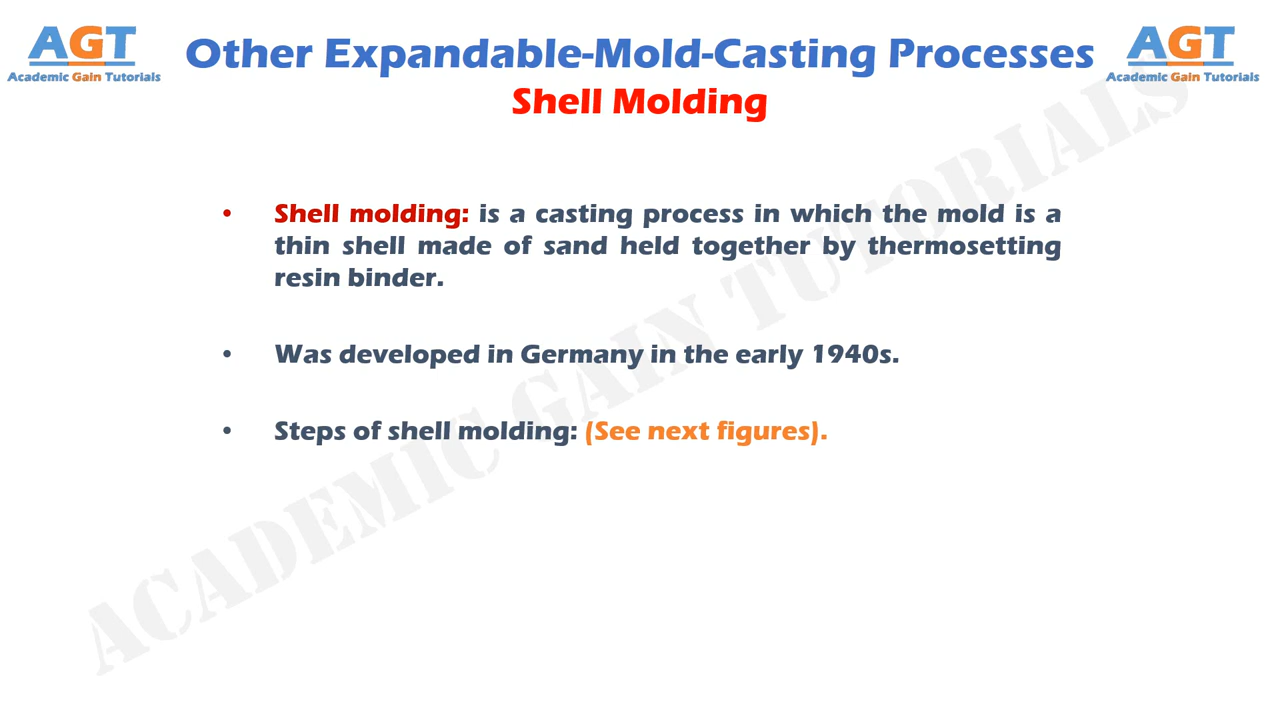 AGT
Academic Gain Tutorials
Other Expandable-Mold-Casting Processes
Shell Molding
AGT
Academic Gain Tutorials
• Shell molding: is a casting process in which the mold is a
thin shell made of sand held together by thermosetting
resin binder.
• Was developed in Germany in the early 1940s.
• Steps of shell molding: (See next figures).
ACADEMIC GAIN TUTORIALS